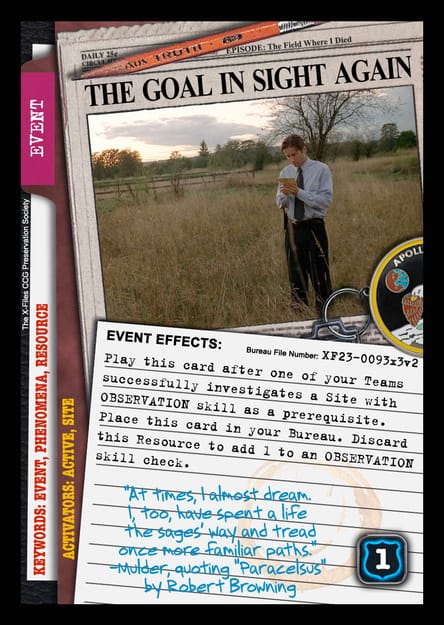 DAILY 25¢
EPISODE: The Field Where I Died
THE GOAL IN SIGHT AGAIN
EVENT
APOLLO
The X-Files CCG Preservation Society
KEYWORDS: EVENT, PHENOMENA, RESOURCE
ACTIVATORS: ACTIVE, SITE
EVENT EFFECTS:
Bureau File Number: XF23-0093x3v2
Play this card after one of your Teams
successfully investigates a Site with
OBSERVATION skill as a prerequisite.
Place this card in your Bureau. Discard
this Resource to add 1 to an OBSERVATION
skill check.
"At times, I almost dream.
I, too, have spent a life
the sages' way and tread
once more familiar paths."
-Mulder, quoting "Paracelsus"
by Robert Browning
1